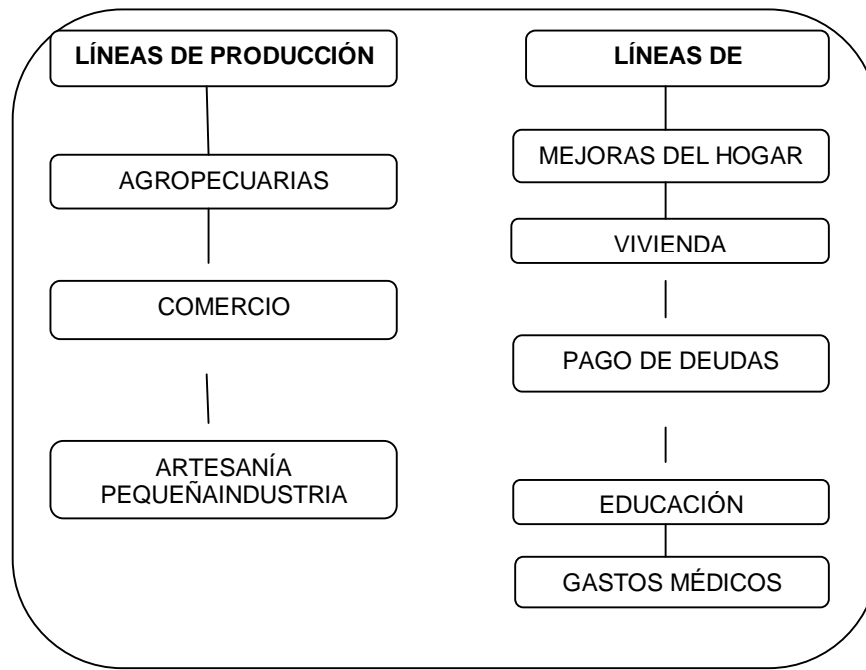 LÍNEAS DE PRODUCCIÓN
AGROPECUARIAS
COMERCIO
ARTESANÍA
PEQUEÑAINDUSTRIA
LÍNEAS DE
MEJORAS DEL HOGAR
VIVIENDA
PAGO DE DEUDAS
EDUCACIÓN
GASTOS MÉDICOS